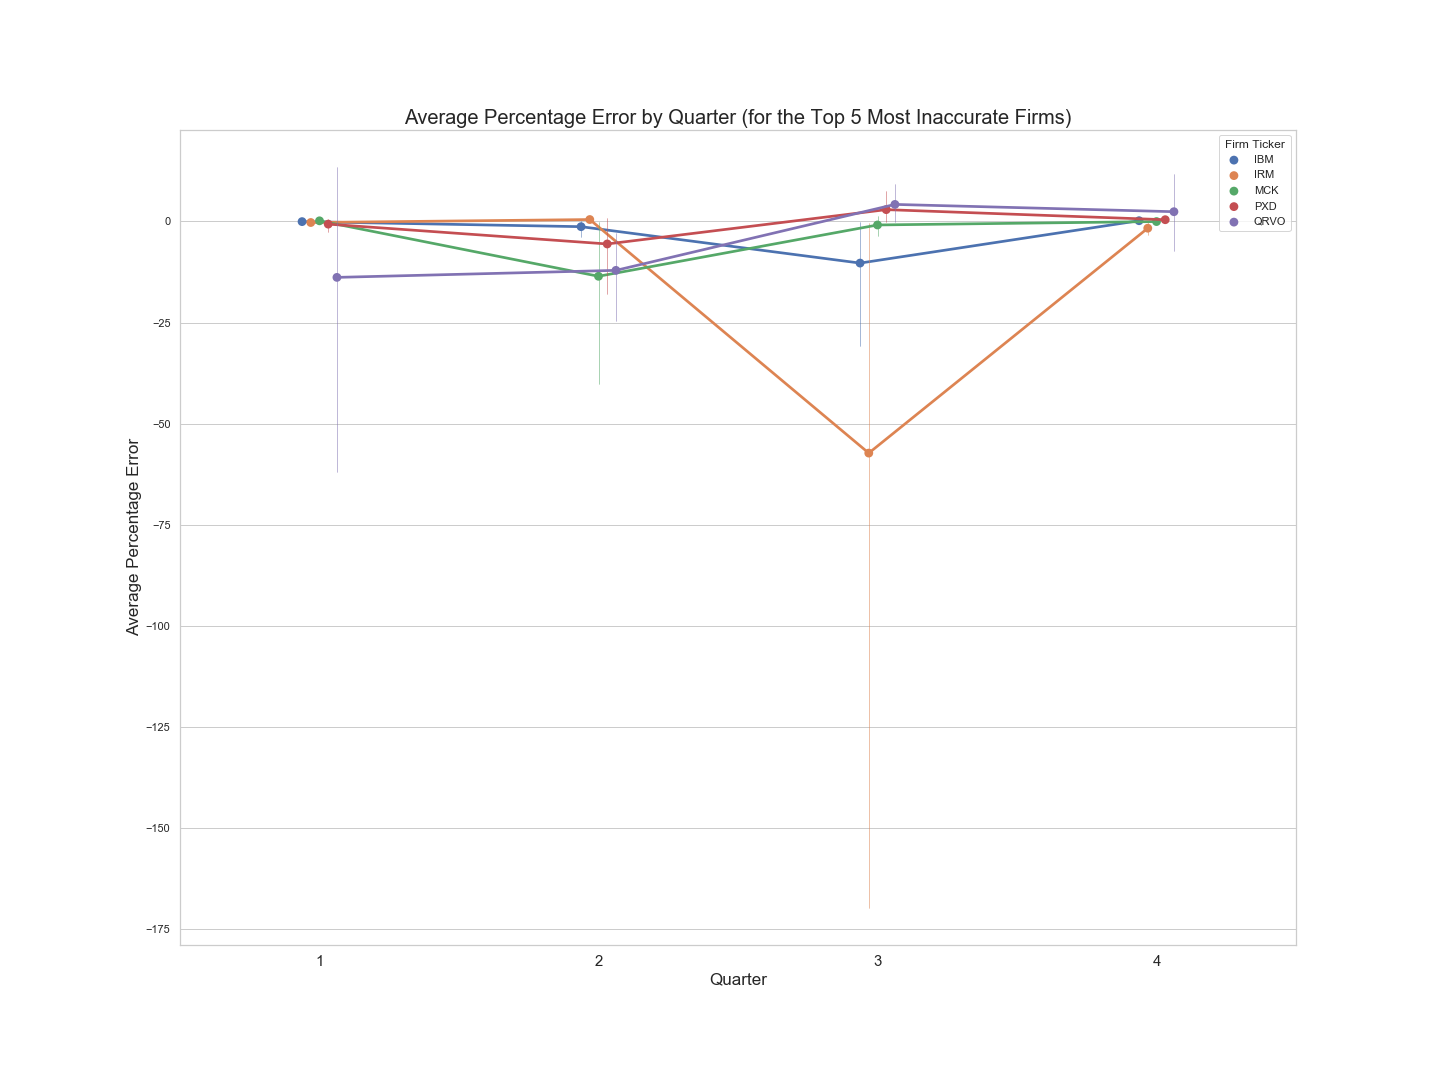 Average Percentage Error by Quarter (for the Top 5 Most Inaccurate Firms)
Firm Ticker
IBM
IRM
MCK
PXD
QRVO
Average Percentage Error
0
−25
−50
−75
−100
−125
−150
−175
1 2 3 4
Quarter